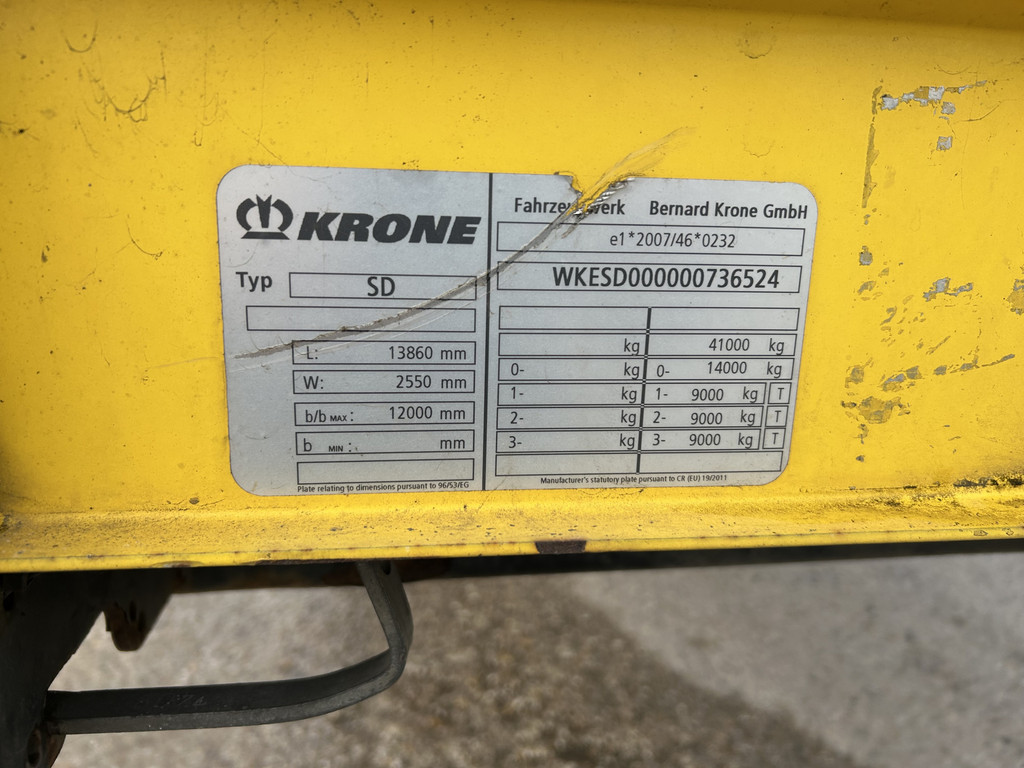 KRONE
Typ SD
L: 13860 mm
W: 2550 mm
b/b MAX : 12000 mm
b MIN : mm
Plate relating to dimensions pursuant to 96/53/EG
Bernard Krone GmbH
e1*2007/46*0232
WKESD000000736524
kg 41000 kg
0- kg 0- 14000 kg
1- kg 1- 9000 kg T
2- kg 2- 9000 kg T
3- kg 3- 9000 kg T
Manufacturer's statutory plate pursuant to CR (EU) 19/2011